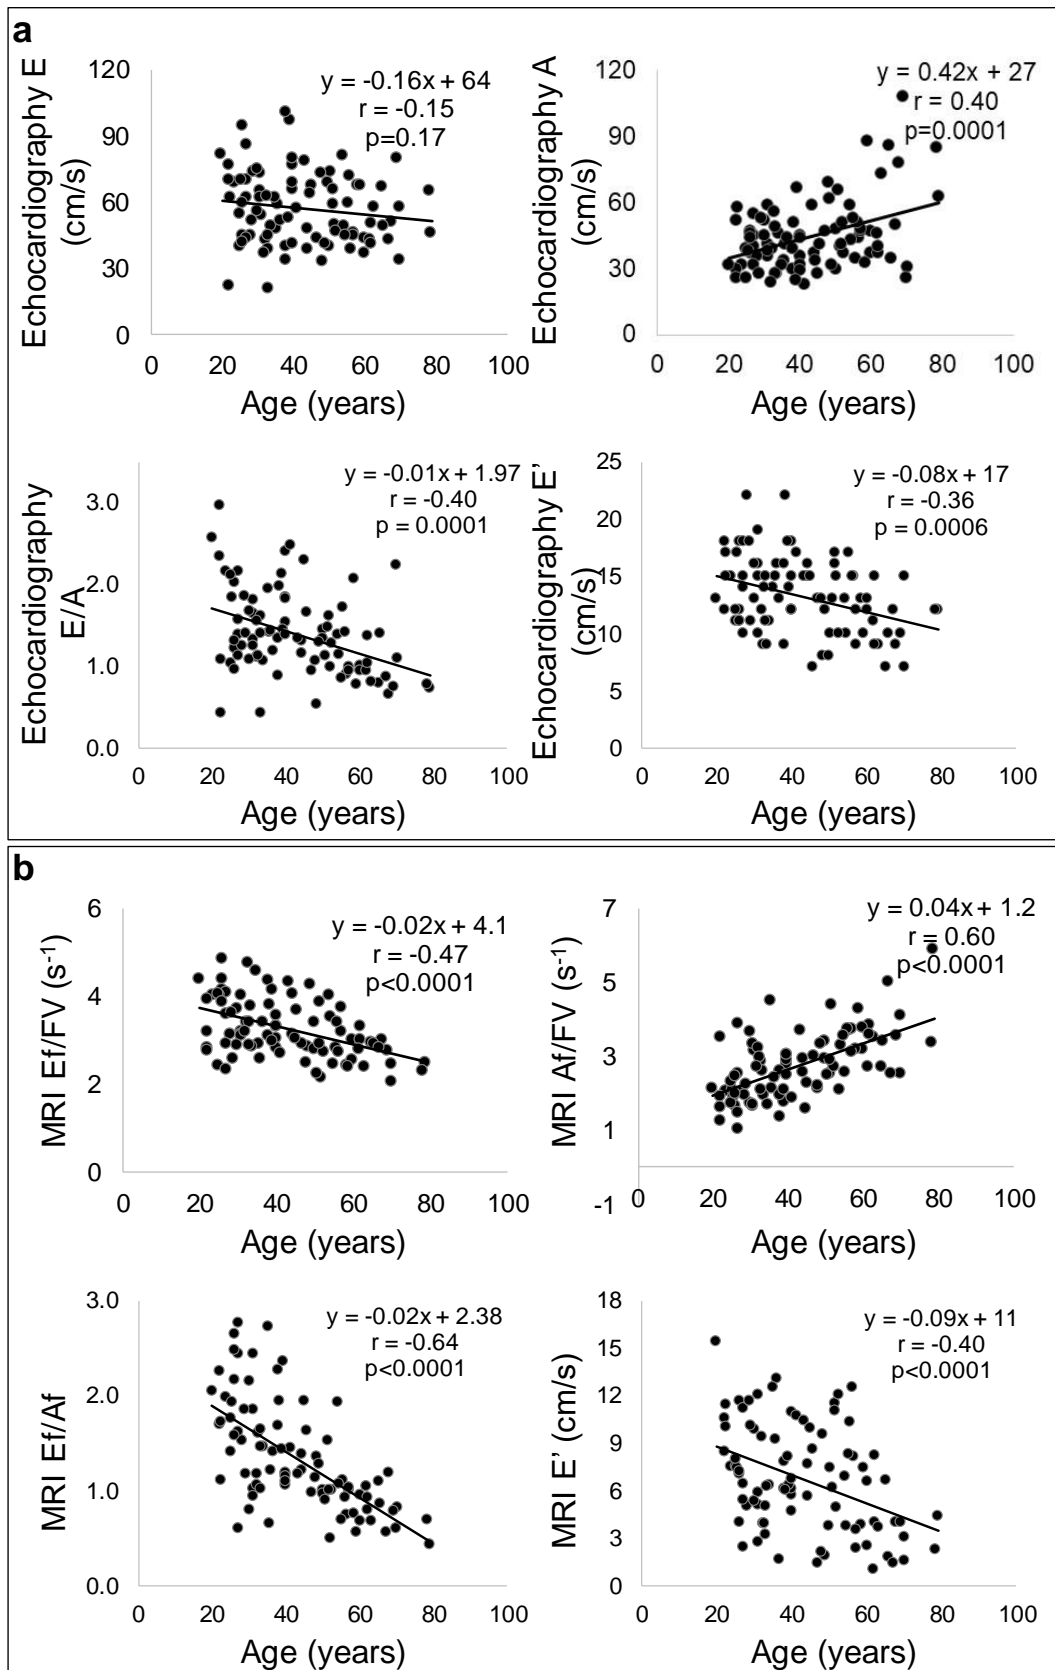 a
Echocardiography E
(cm/s)
120
90
60
30
0
y = -0.16x + 64
r = -0.15
p=0.17
0 20 40 60 80 100
Age (years)
Echocardiography A
(cm/s)
120
90
60
30
0
y = 0.42x + 27
r = 0.40
p=0.0001
0 20 40 60 80 100
Age (years)
Echocardiography
E/A
3.0
2.0
1.0
0.0
y = -0.01x + 1.97
r = -0.40
p = 0.0001
0 20 40 60 80 100
Age (years)
Echocardiography E'
(cm/s)
25
20
15
10
5
0
y = -0.08x + 17
r = -0.36
p = 0.0006
0 20 40 60 80 100
Age (years)
b
MRI Ef/FV (s-1)
6
4
2
0
y = -0.02x + 4.1
r = -0.47
p<0.0001
0 20 40 60 80 100
Age (years)
MRI Af/FV (s-1)
7
5
3
1
-1
y = 0.04x + 1.2
r = 0.60
p<0.0001
0 20 40 60 80 100
Age (years)
MRI Ef/Af
3.0
2.0
1.0
0.0
y = -0.02x + 2.38
r = -0.64
p<0.0001
0 20 40 60 80 100
Age (years)
MRI E' (cm/s)
18
15
12
9
6
3
0
y = -0.09x + 11
r = -0.40
p<0.0001
0 20 40 60 80 100
Age (years)